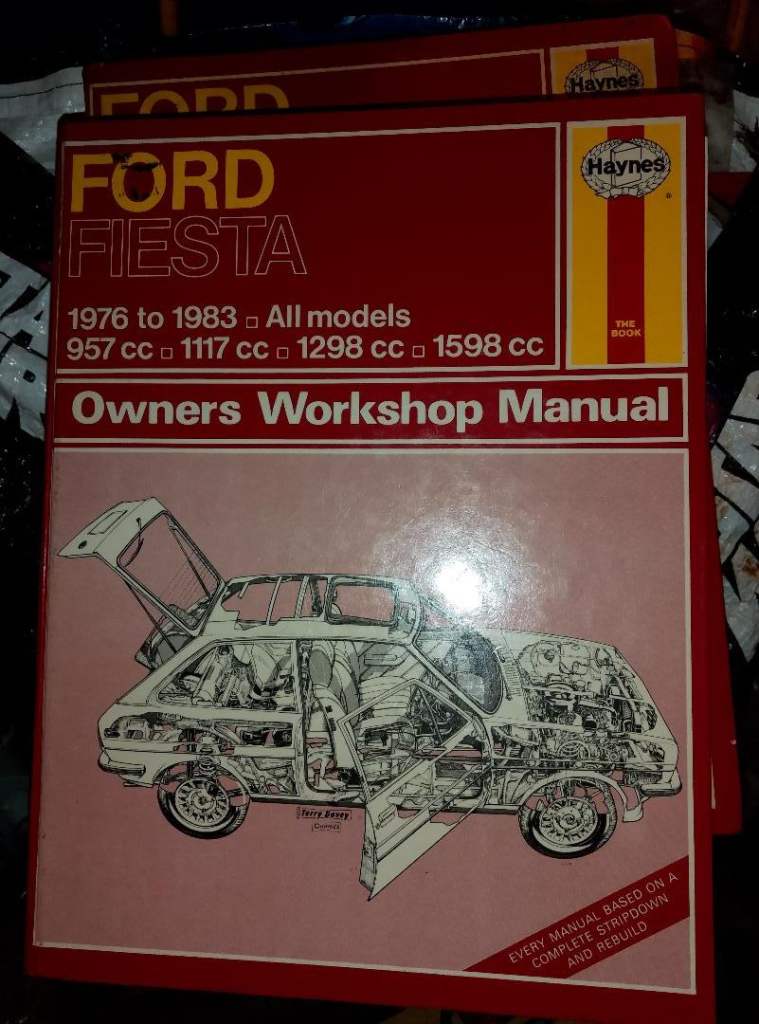 FORD
Haynes
FORD
FIESTA
Haynes
®
1976 to 1983 □ All models
957 cc □ 1117 cc □ 1298 cc □ 1598 cc
THE
BOOK
Owners Workshop Manual
Terry Davey
EVERY MANUAL BASED ON A
COMPLETE STRIPDOWN
AND REBUILD